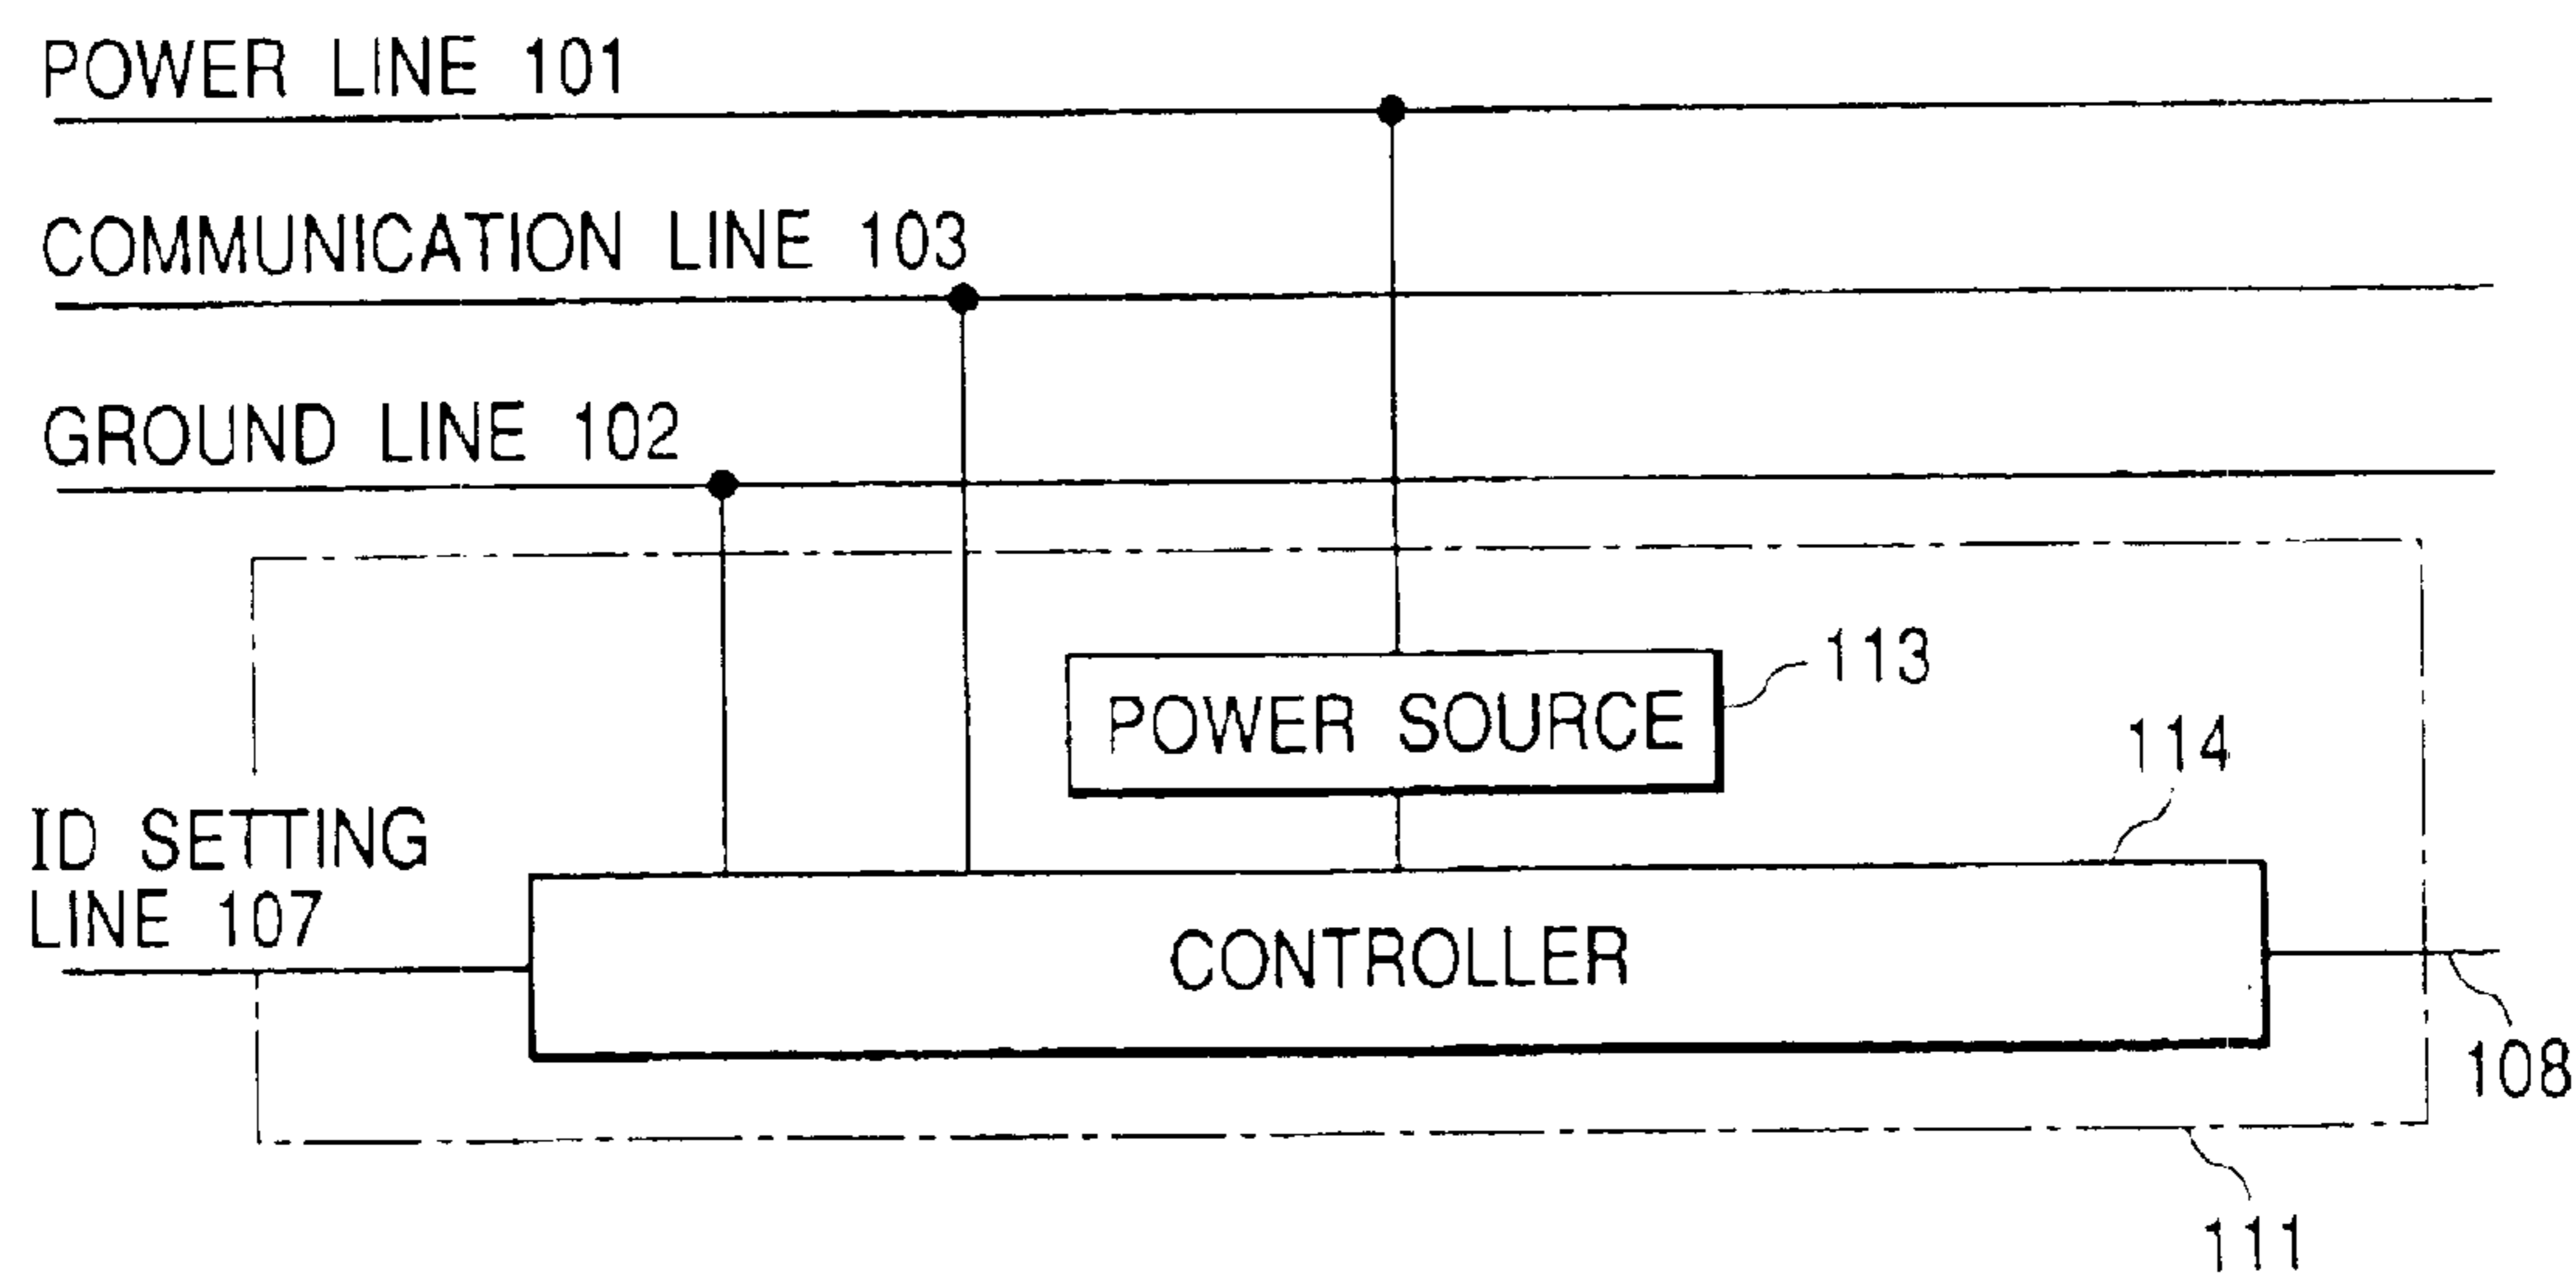 POWER LINE 101
COMMUNICATION LINE 103
GROUND LINE 102
113
POWER SOURCE
114
ID SETTING
LINE 107
CONTROLLER
108
111